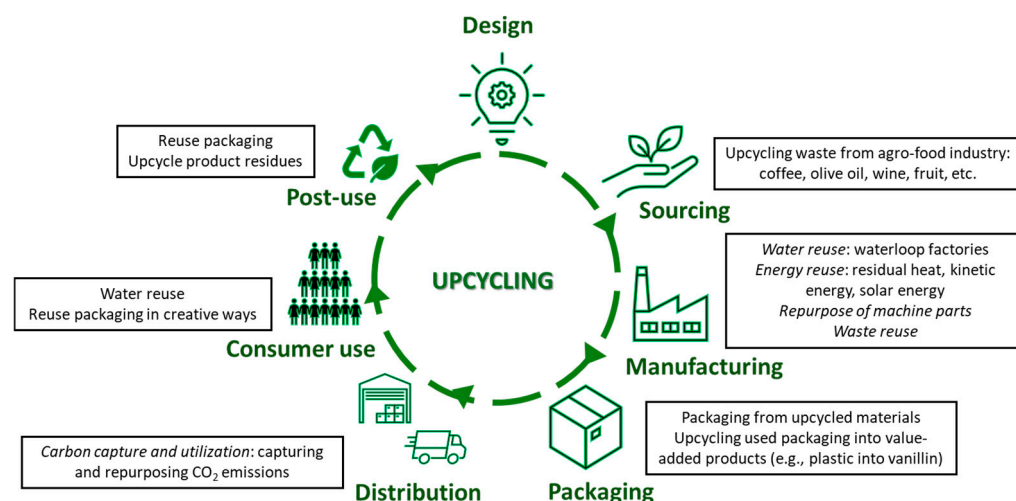 Design
Reuse packaging
Upcycle product residues
Post-use
Upcycling waste from agro-food industry:
coffee, olive oil, wine, fruit, etc.
Sourcing
UPCYCLING
Water reuse: waterloop factories
Energy reuse: residual heat, kinetic
energy, solar energy
Repurpose of machine parts
Waste reuse
Manufacturing
Water reuse
Reuse packaging in creative ways
Consumer use
Packaging from upcycled materials
Upcycling used packaging into value-
added products (e.g., plastic into vanillin)
Packaging
Carbon capture and utilization: capturing
and repurposing CO₂ emissions
Distribution